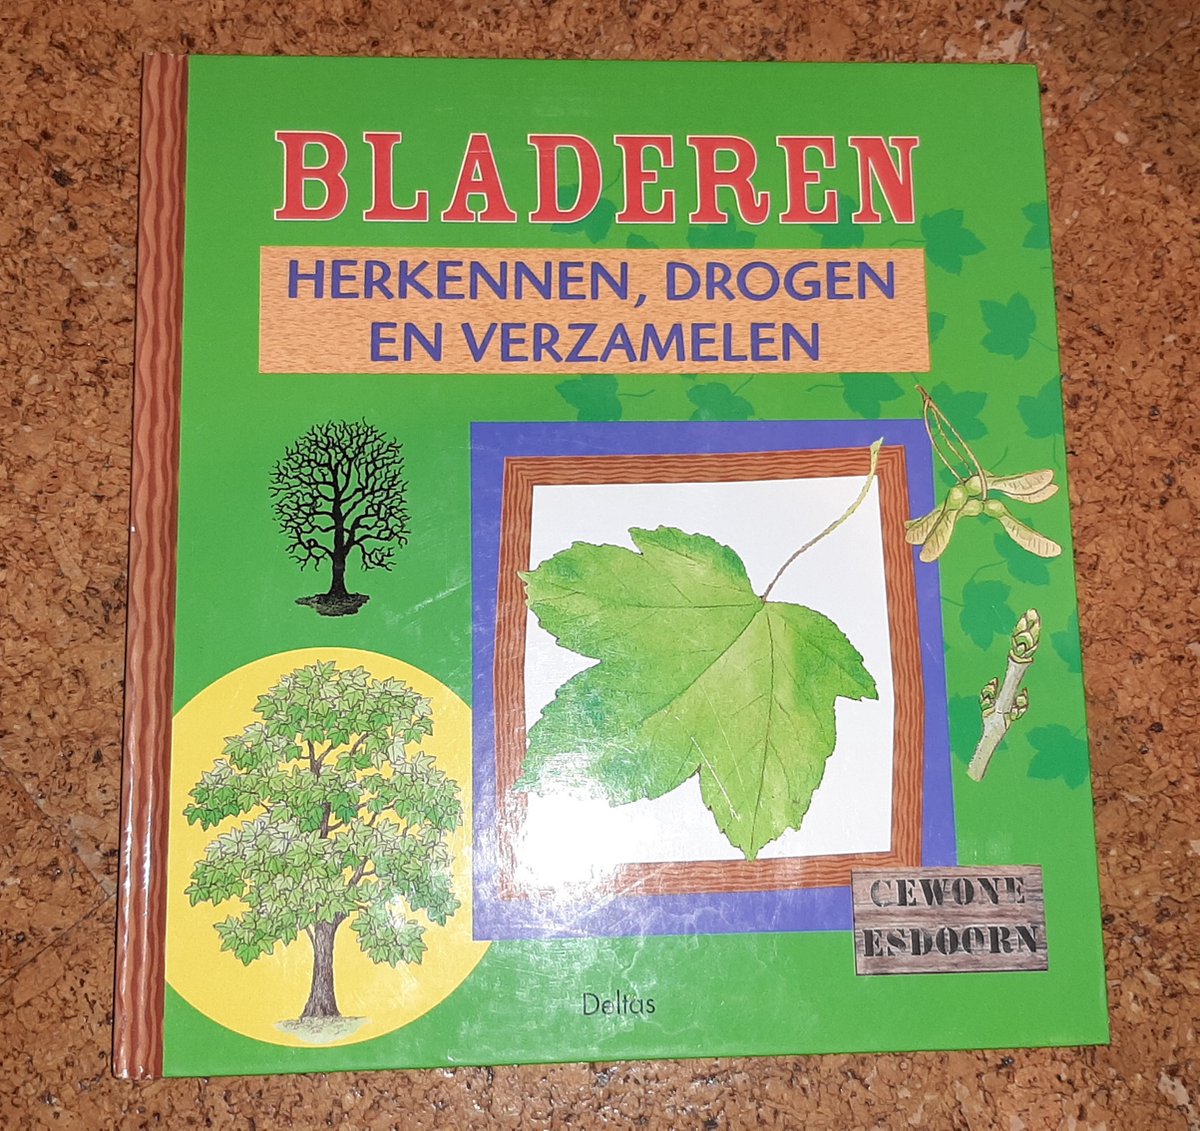 BLADEREN
HERKENNEN, DROGEN
EN VERZAMELEN
GEWONE
ESDOORN
Deltas